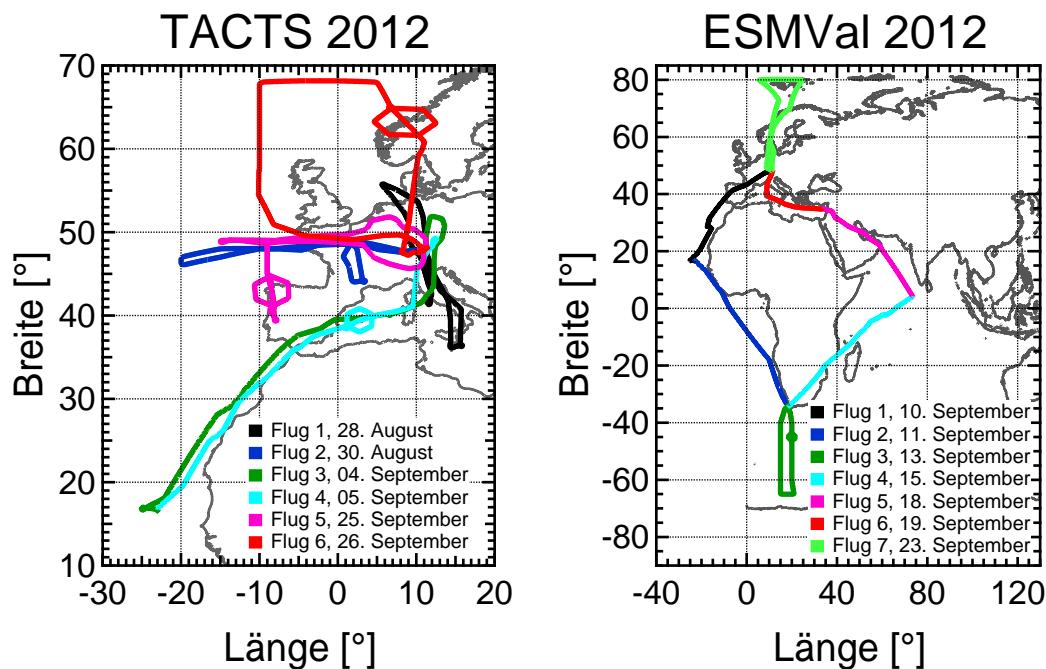 TACTS 2012
70
60
50
40
30
20
10
Breite [°]
-30
-20
-10
0
10
20
Länge [°]
Flug 1, 28. August
Flug 2, 30. August
Flug 3, 04. September
Flug 4, 05. September
Flug 5, 25. September
Flug 6, 26. September
ESMVal 2012
80
60
40
20
0
-20
-40
-60
-80
Breite [°]
-40
0
40
80
120
Länge [°]
Flug 1, 10. September
Flug 2, 11. September
Flug 3, 13. September
Flug 4, 15. September
Flug 5, 18. September
Flug 6, 19. September
Flug 7, 23. September